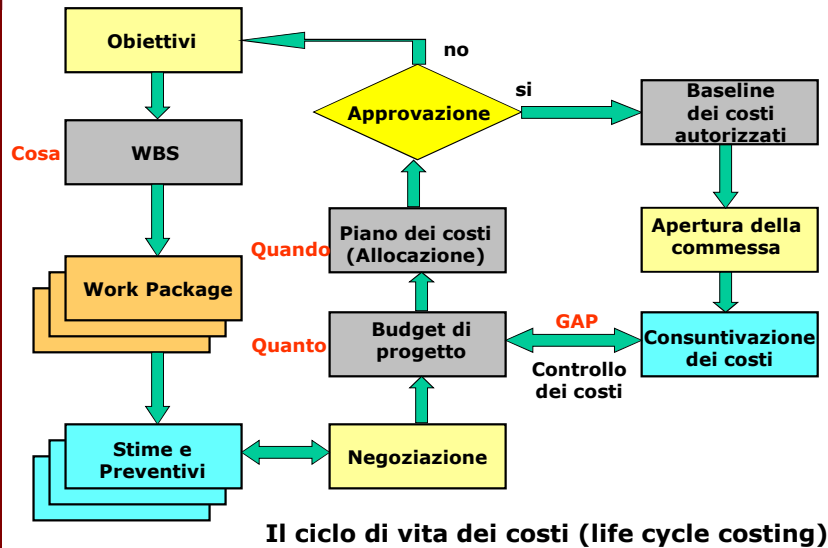 Obiettivi
no
si
Approvazione
Baseline
dei costi
autorizzati
Cosa
WBS
Quando
Piano dei costi
(Allocazione)
Apertura della
commessa
Work Package
Quanto
Budget di
progetto
GAP
Controllo
dei costi
Consuntivazione
dei costi
Stime e
Preventivi
Negoziazione
Il ciclo di vita dei costi (life cycle costing)